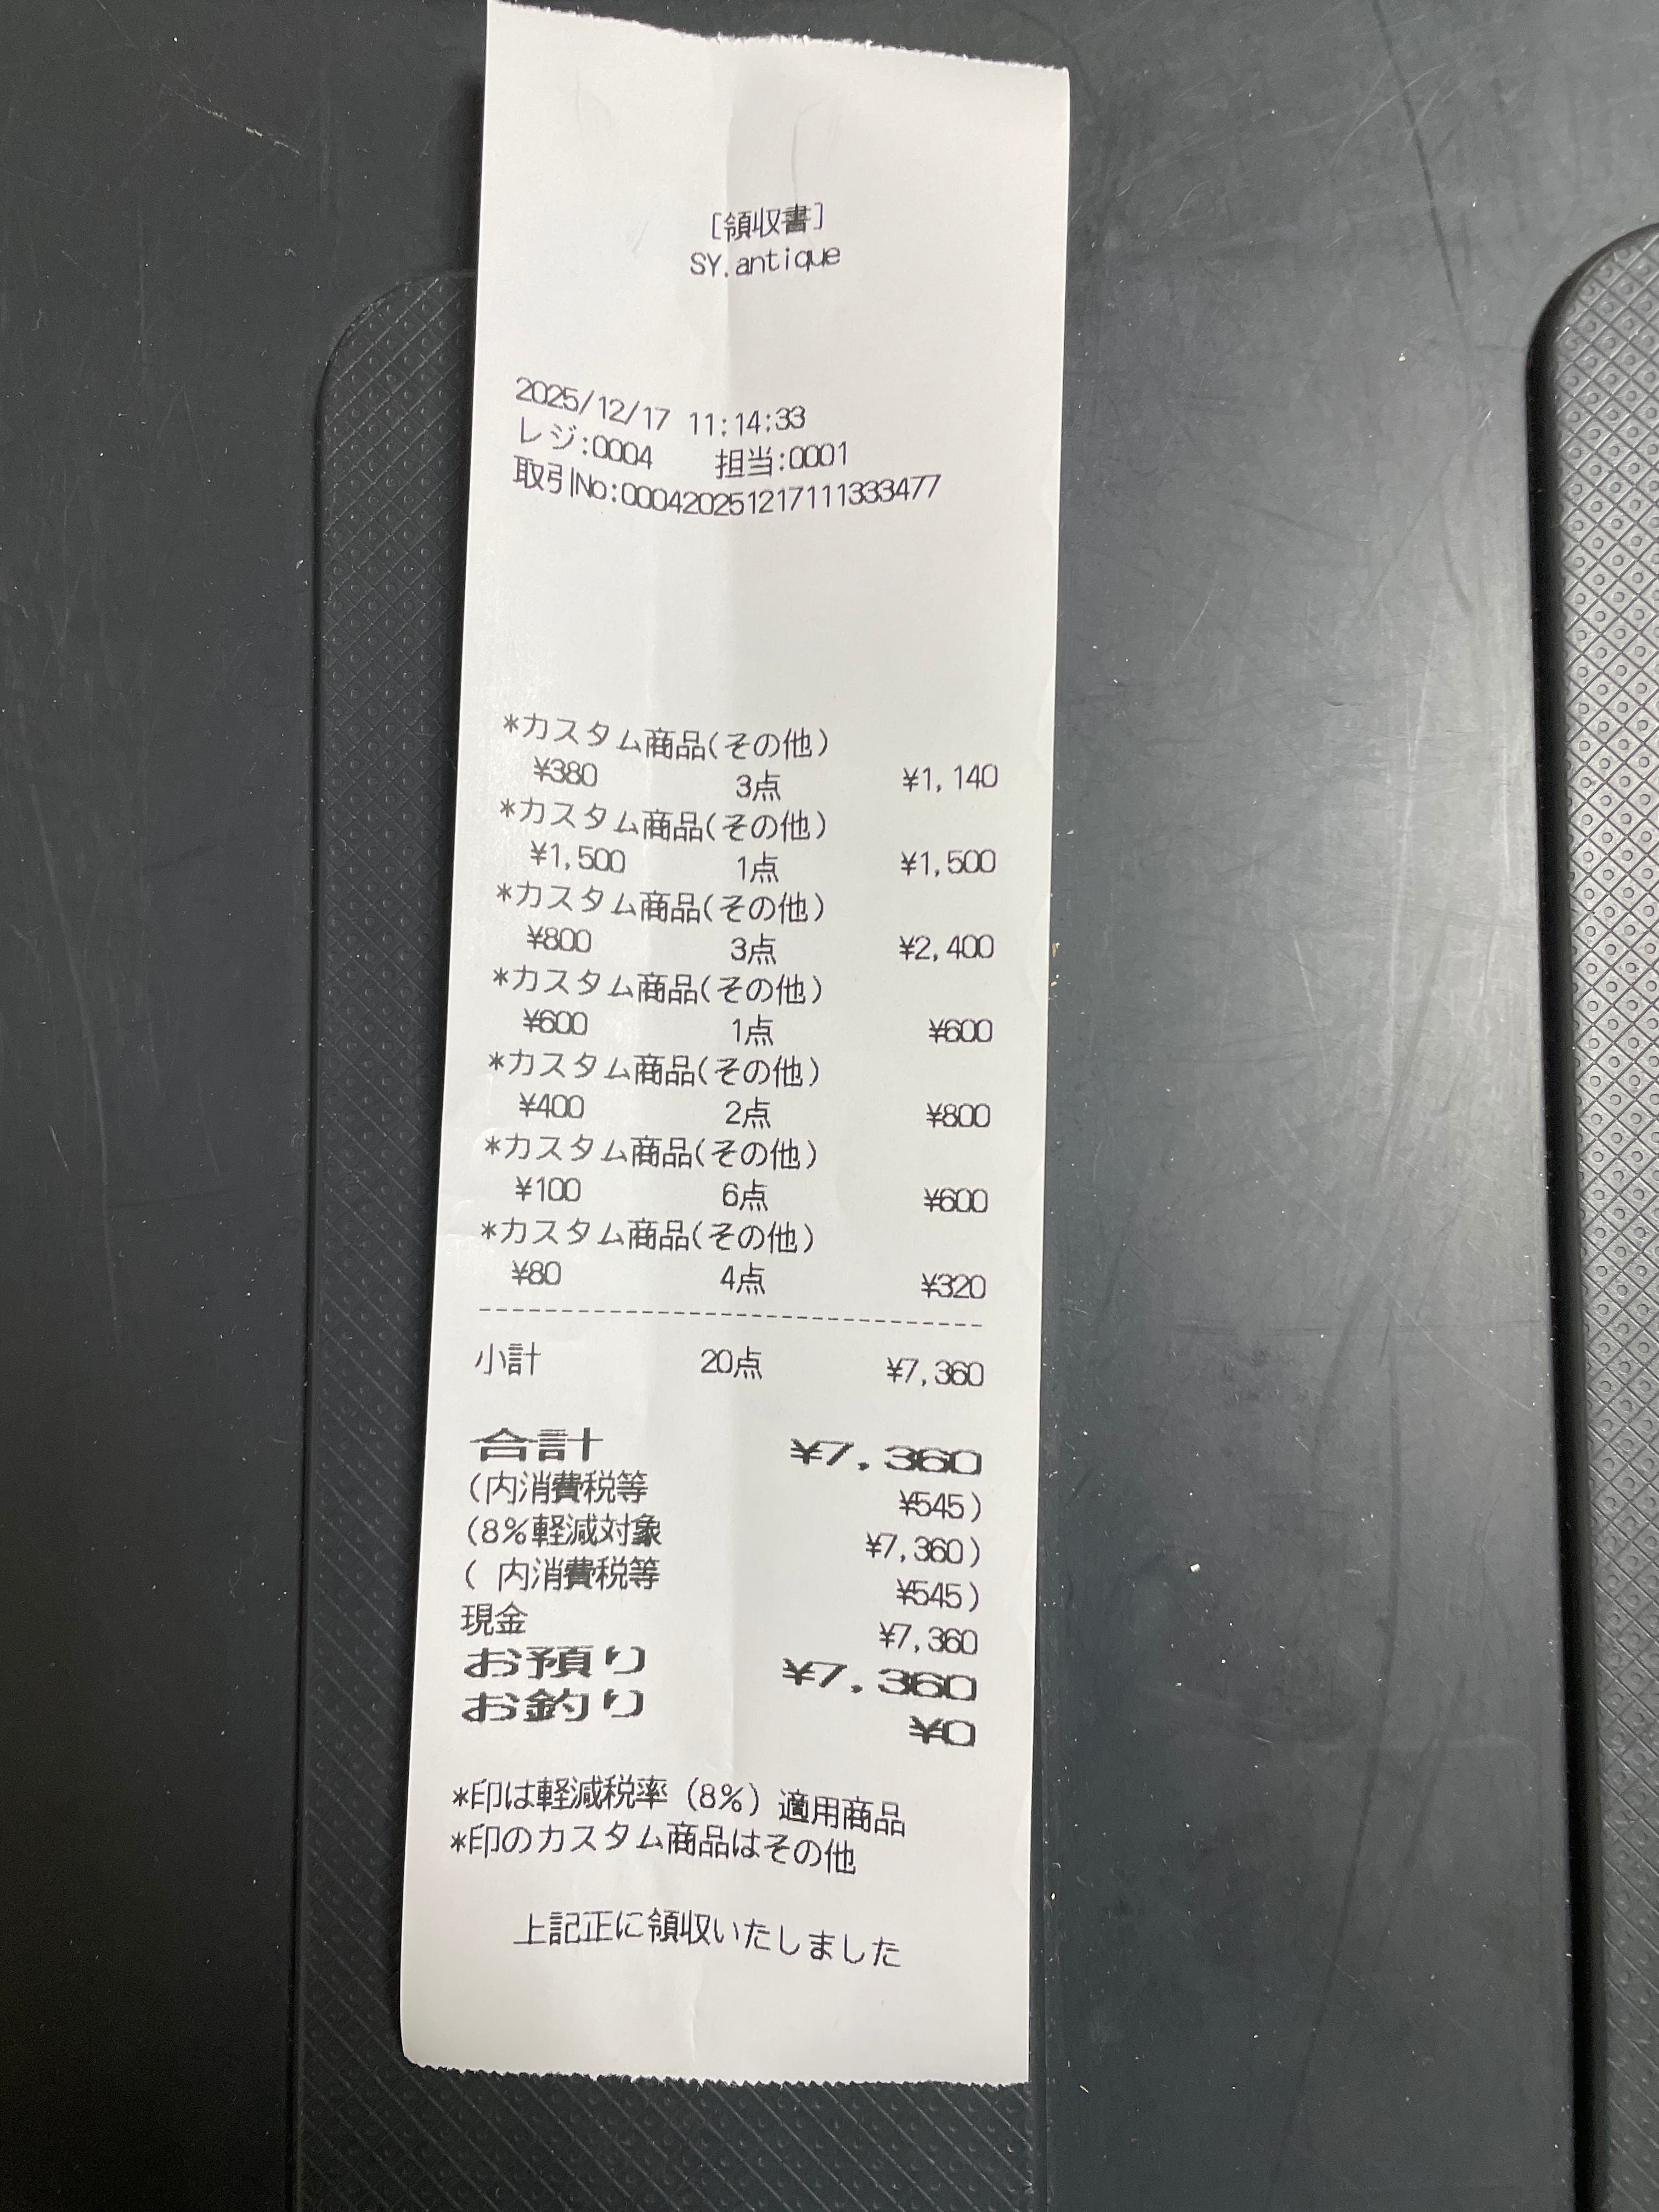 [領収書]
SY.antique
2025/12/17 11:14:33
レジ:0004 担当:0001
取引No:00042025121711133477
*カスタム商品(その他)
¥380 3点 ¥1,140
*カスタム商品(その他)
¥1,500 1点 ¥1,500
*カスタム商品(その他)
¥800 3点 ¥2,400
*カスタム商品(その他)
¥600 1点 ¥600
*カスタム商品(その他)
¥400 2点 ¥800
*カスタム商品(その他)
¥100 6点 ¥600
*カスタム商品(その他)
¥80 4点 ¥320
--------------------------------
小計 20点 ¥7,360
合計 ¥7,360
(内消費税等 ¥545)
(8%軽減対象 ¥7,360)
( 内消費税等 ¥545)
現金 ¥7,360
お預り ¥7,360
お釣り ¥0
*印は軽減税率(8%)適用商品
*印のカスタム商品はその他
上記正に領収いたしました